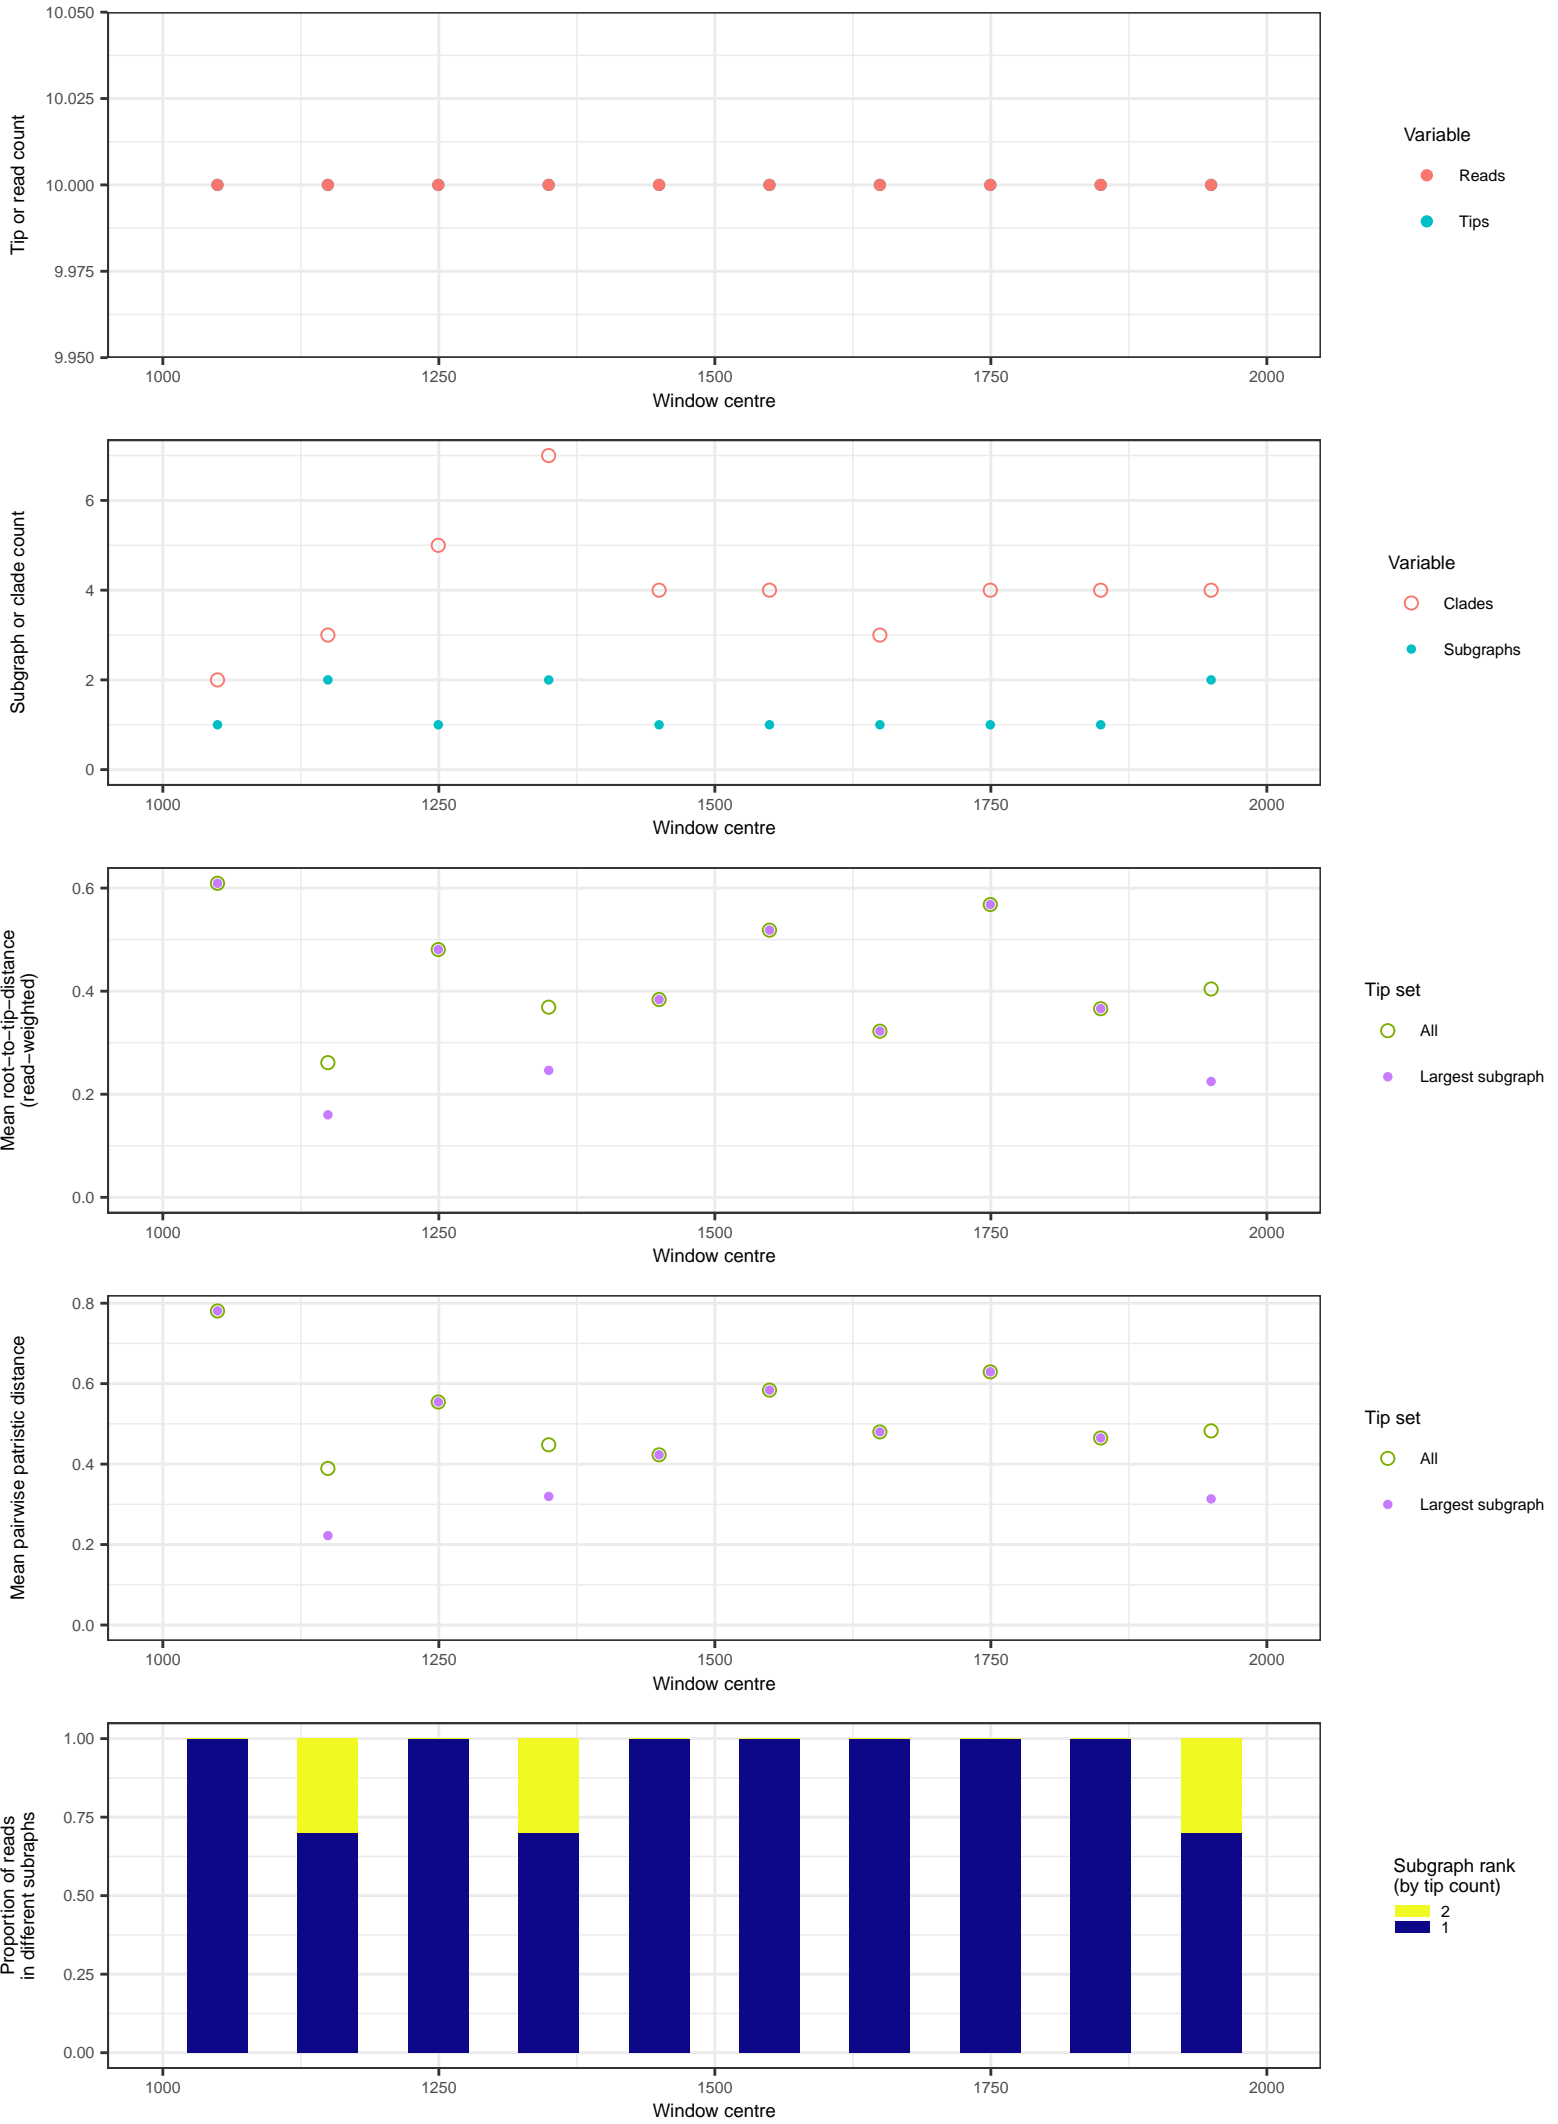 10.050
10.025
10.000
9.975
9.950
Tip or read count
1000
1250
1500
1750
2000
Window centre
Variable
Reads
Tips
6
4
2
0
Subgraph or clade count
1000
1250
1500
1750
2000
Window centre
Variable
Clades
Subgraphs
0.6
0.4
0.2
0.0
Mean root−to−tip−distance
(read−weighted)
1000
1250
1500
1750
2000
Window centre
Tip set
All
Largest subgraph
0.8
0.6
0.4
0.2
0.0
Mean pairwise patristic distance
1000
1250
1500
1750
2000
Window centre
Tip set
All
Largest subgraph
1.00
0.75
0.50
0.25
0.00
Proportion of reads
in different subraphs
1000
1250
1500
1750
2000
Window centre
Subgraph rank
(by tip count)
2
1